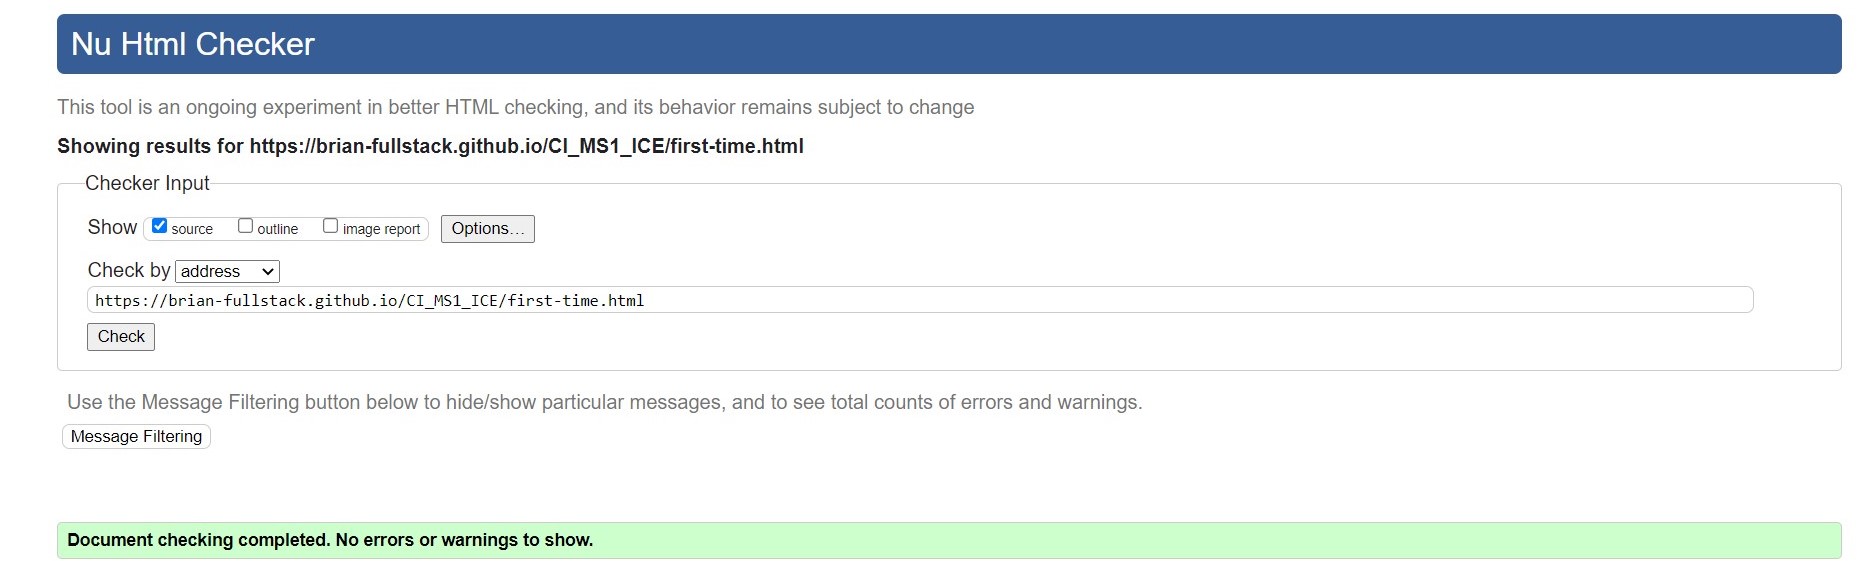 Nu Html Checker
This tool is an ongoing experiment in better HTML checking, and its behavior remains subject to change
Showing results for https://brian-fullstack.github.io/CI_MS1_ICE/first-time.html
Checker Input
Show source outline image report Options...
Check by address
https://brian-fullstack.github.io/CI_MS1_ICE/first-time.html
Check
Use the Message Filtering button below to hide/show particular messages, and to see total counts of errors and warnings.
Message Filtering
Document checking completed. No errors or warnings to show.